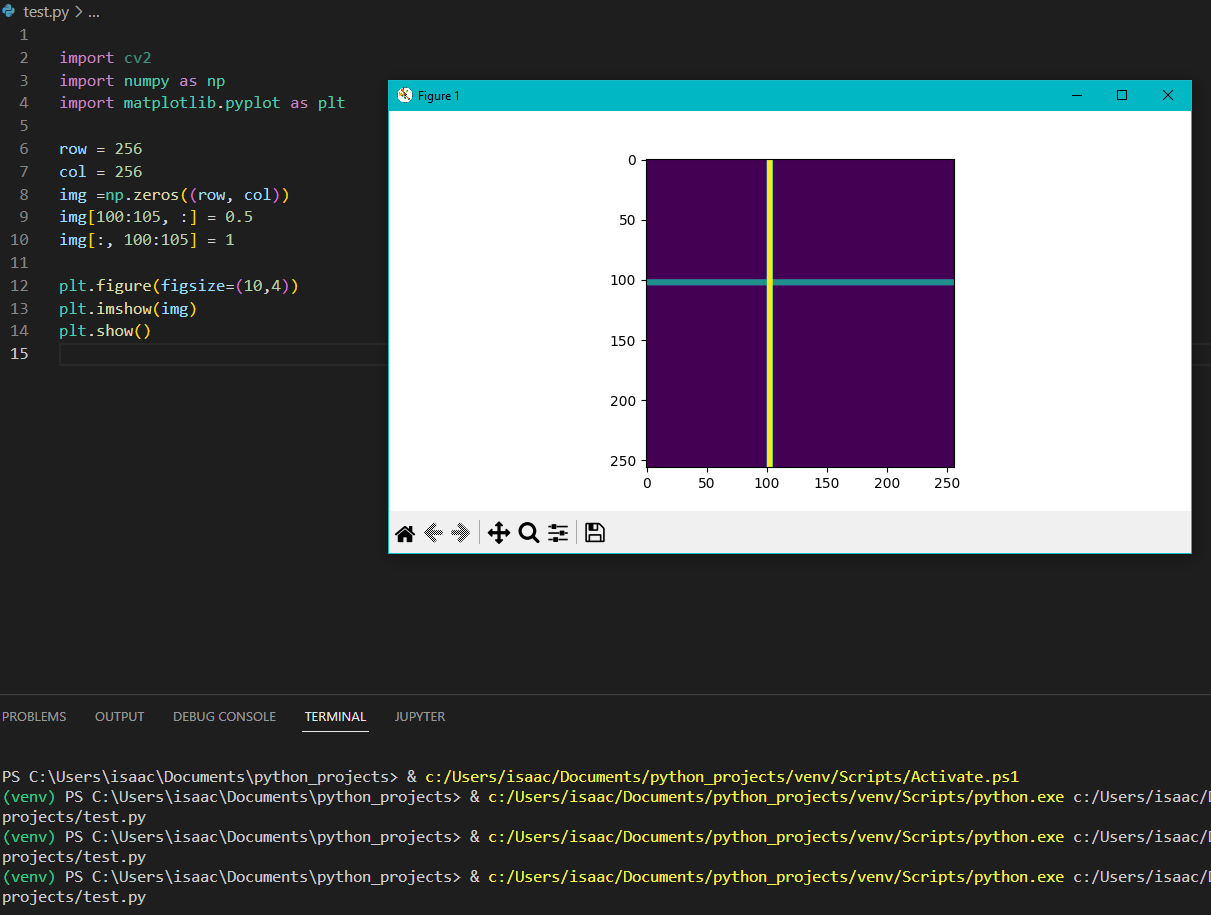 test.py > ...
1
2 import cv2
3 import numpy as np
4 import matplotlib.pyplot as plt
5
6 row = 256
7 col = 256
8 img =np.zeros((row, col))
9 img[100:105, :] = 0.5
10 img[:, 100:105] = 1
11
12 plt.figure(figsize=(10,4))
13 plt.imshow(img)
14 plt.show()
15
Figure 1
0
50
100
150
200
250
0 50 100 150 200 250
PROBLEMS OUTPUT DEBUG CONSOLE TERMINAL JUPYTER
PS C:\Users\isaac\Documents\python_projects> & c:/Users/isaac/Documents/python_projects/venv/Scripts/Activate.ps1
(venv) PS C:\Users\isaac\Documents\python_projects> & c:/Users/isaac/Documents/python_projects/venv/Scripts/python.exe c:/Users/isaac/
projects/test.py
(venv) PS C:\Users\isaac\Documents\python_projects> & c:/Users/isaac/Documents/python_projects/venv/Scripts/python.exe c:/Users/isaac/
projects/test.py
(venv) PS C:\Users\isaac\Documents\python_projects> & c:/Users/isaac/Documents/python_projects/venv/Scripts/python.exe c:/Users/isaac/
projects/test.py